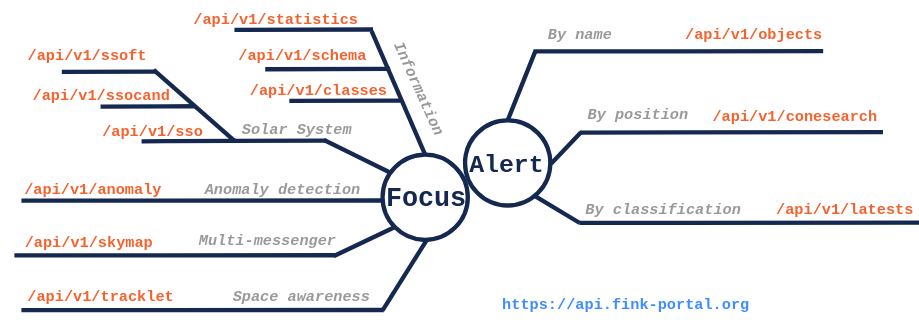 /api/v1/statistics
/api/v1/schema
/api/v1/classes
Information
/api/v1/ssoft
/api/v1/ssocand
/api/v1/sso
Solar System
/api/v1/anomaly
Anomaly detection
/api/v1/skymap
Multi-messenger
/api/v1/tracklet
Space awareness
Focus
Alert
By name
/api/v1/objects
By position
/api/v1/conesearch
By classification
/api/v1/latests
https://api.fink-portal.org